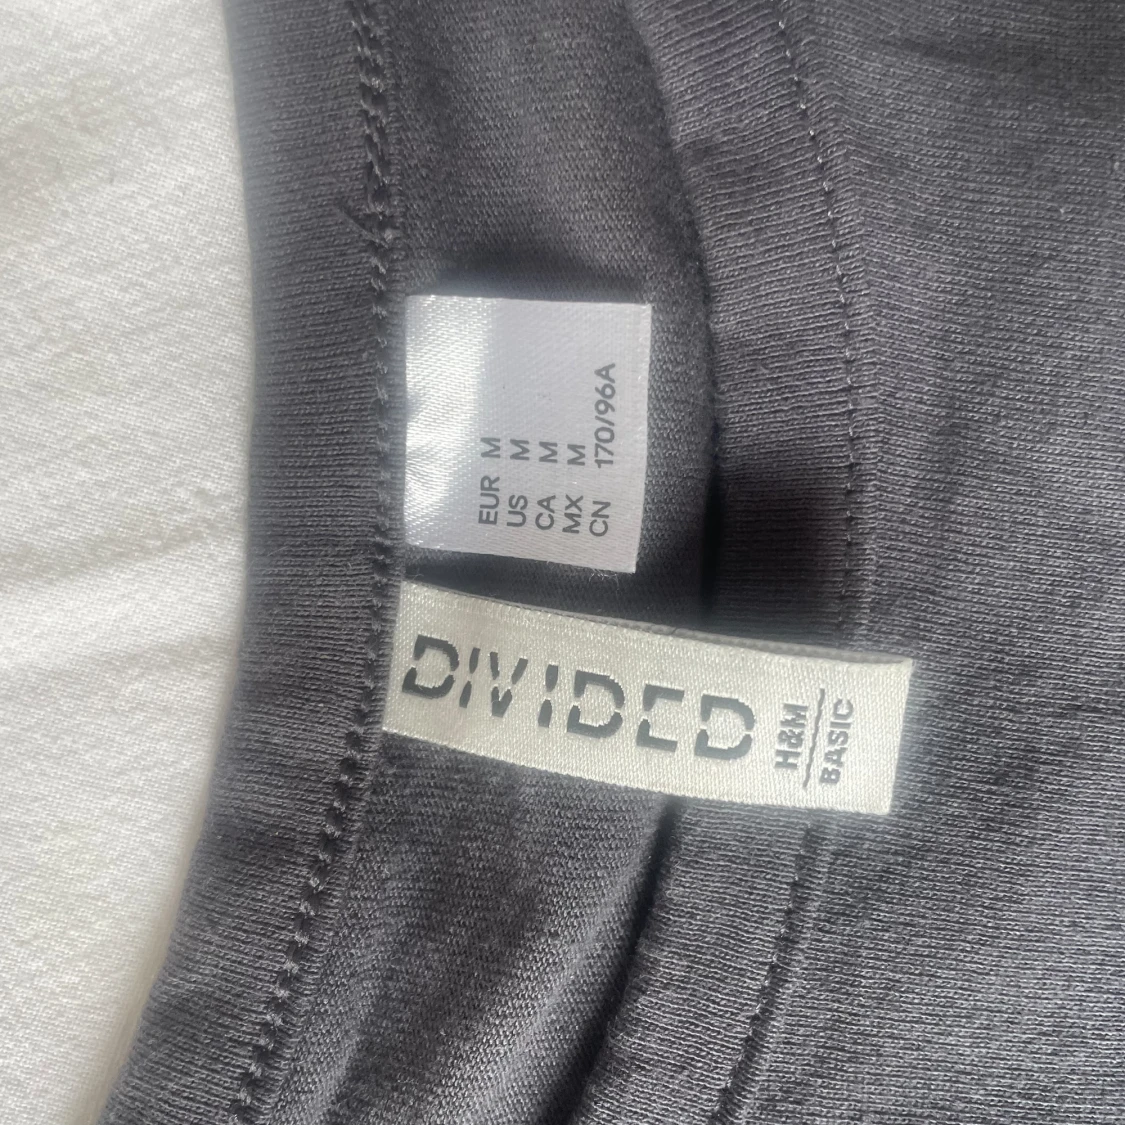 EUR M
US M
CA M
MX M
CN 170/96A
DIVIDED
H&M
BASIC